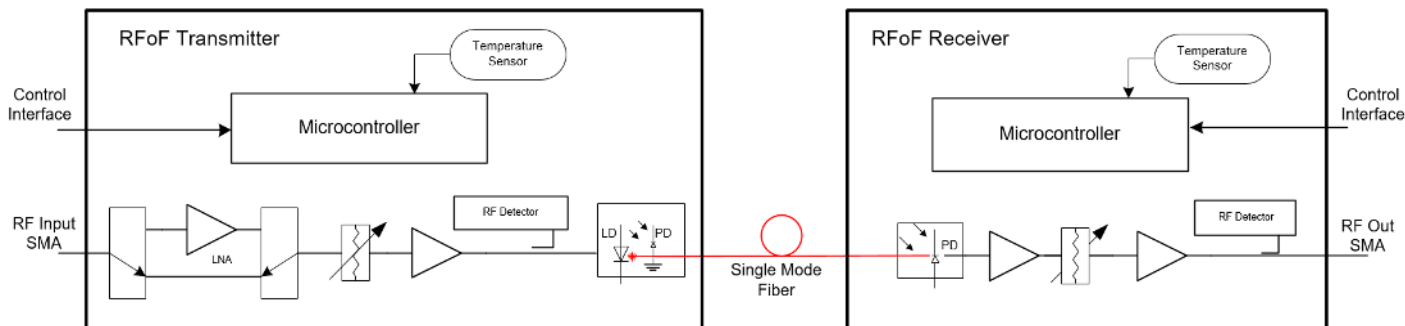 RFoF Transmitter
Temperature
Sensor
Control
Interface
Microcontroller
RF Input
SMA
LNA
RF Detector
LD
PD
Single Mode
Fiber
RFoF Receiver
Temperature
Sensor
Control
Interface
Microcontroller
PD
RF Detector
RF Out
SMA